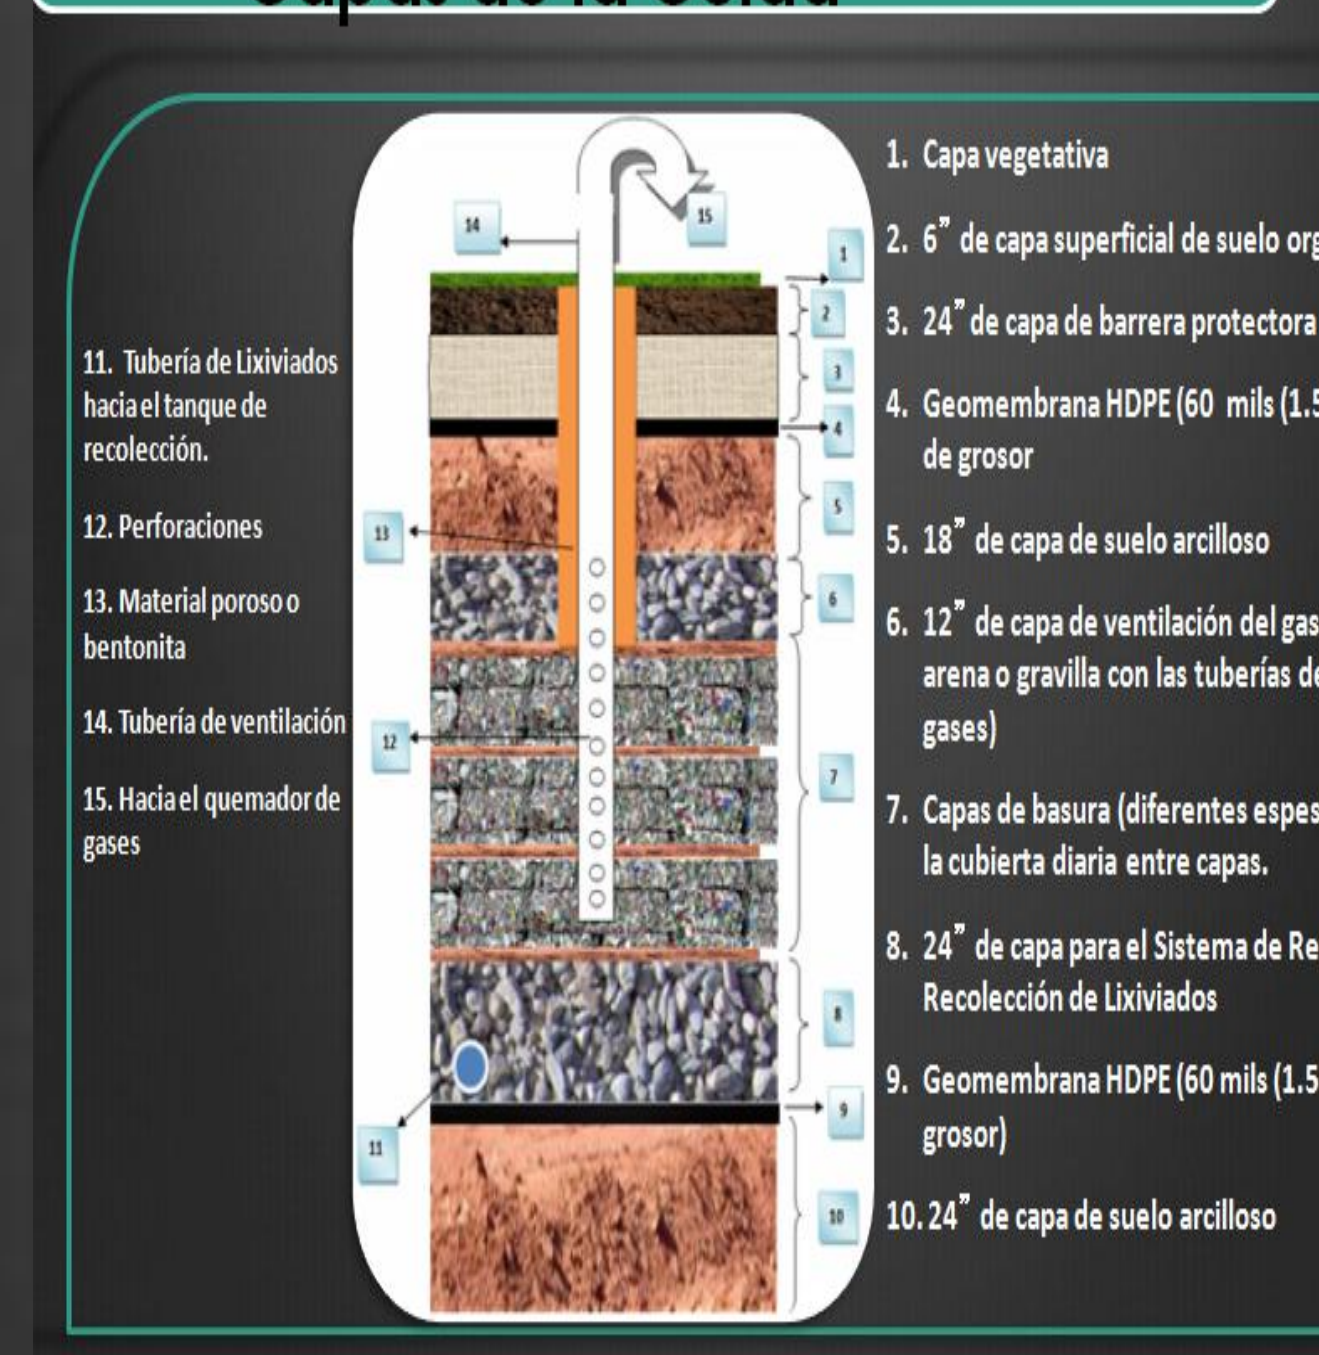 Capas de la Celda
11. Tubería de Lixiviados
hacia el tanque de
recolección.
12. Perforaciones
13. Material poroso o
bentonita
14. Tubería de ventilación
15. Hacia el quemador de
gases
14
15
1
2
3
4
5
13
6
12
7
8
11
9
10
1. Capa vegetativa
2. 6” de capa superficial de suelo org
3. 24” de capa de barrera protectora
4. Geomembrana HDPE (60 mils (1.5
de grosor
5. 18” de capa de suelo arcilloso
6. 12” de capa de ventilación del gas
arena o gravilla con las tuberías de
gases)
7. Capas de basura (diferentes espes
la cubierta diaria entre capas.
8. 24” de capa para el Sistema de Re
Recolección de Lixiviados
9. Geomembrana HDPE (60 mils (1.5
grosor)
10. 24” de capa de suelo arcilloso